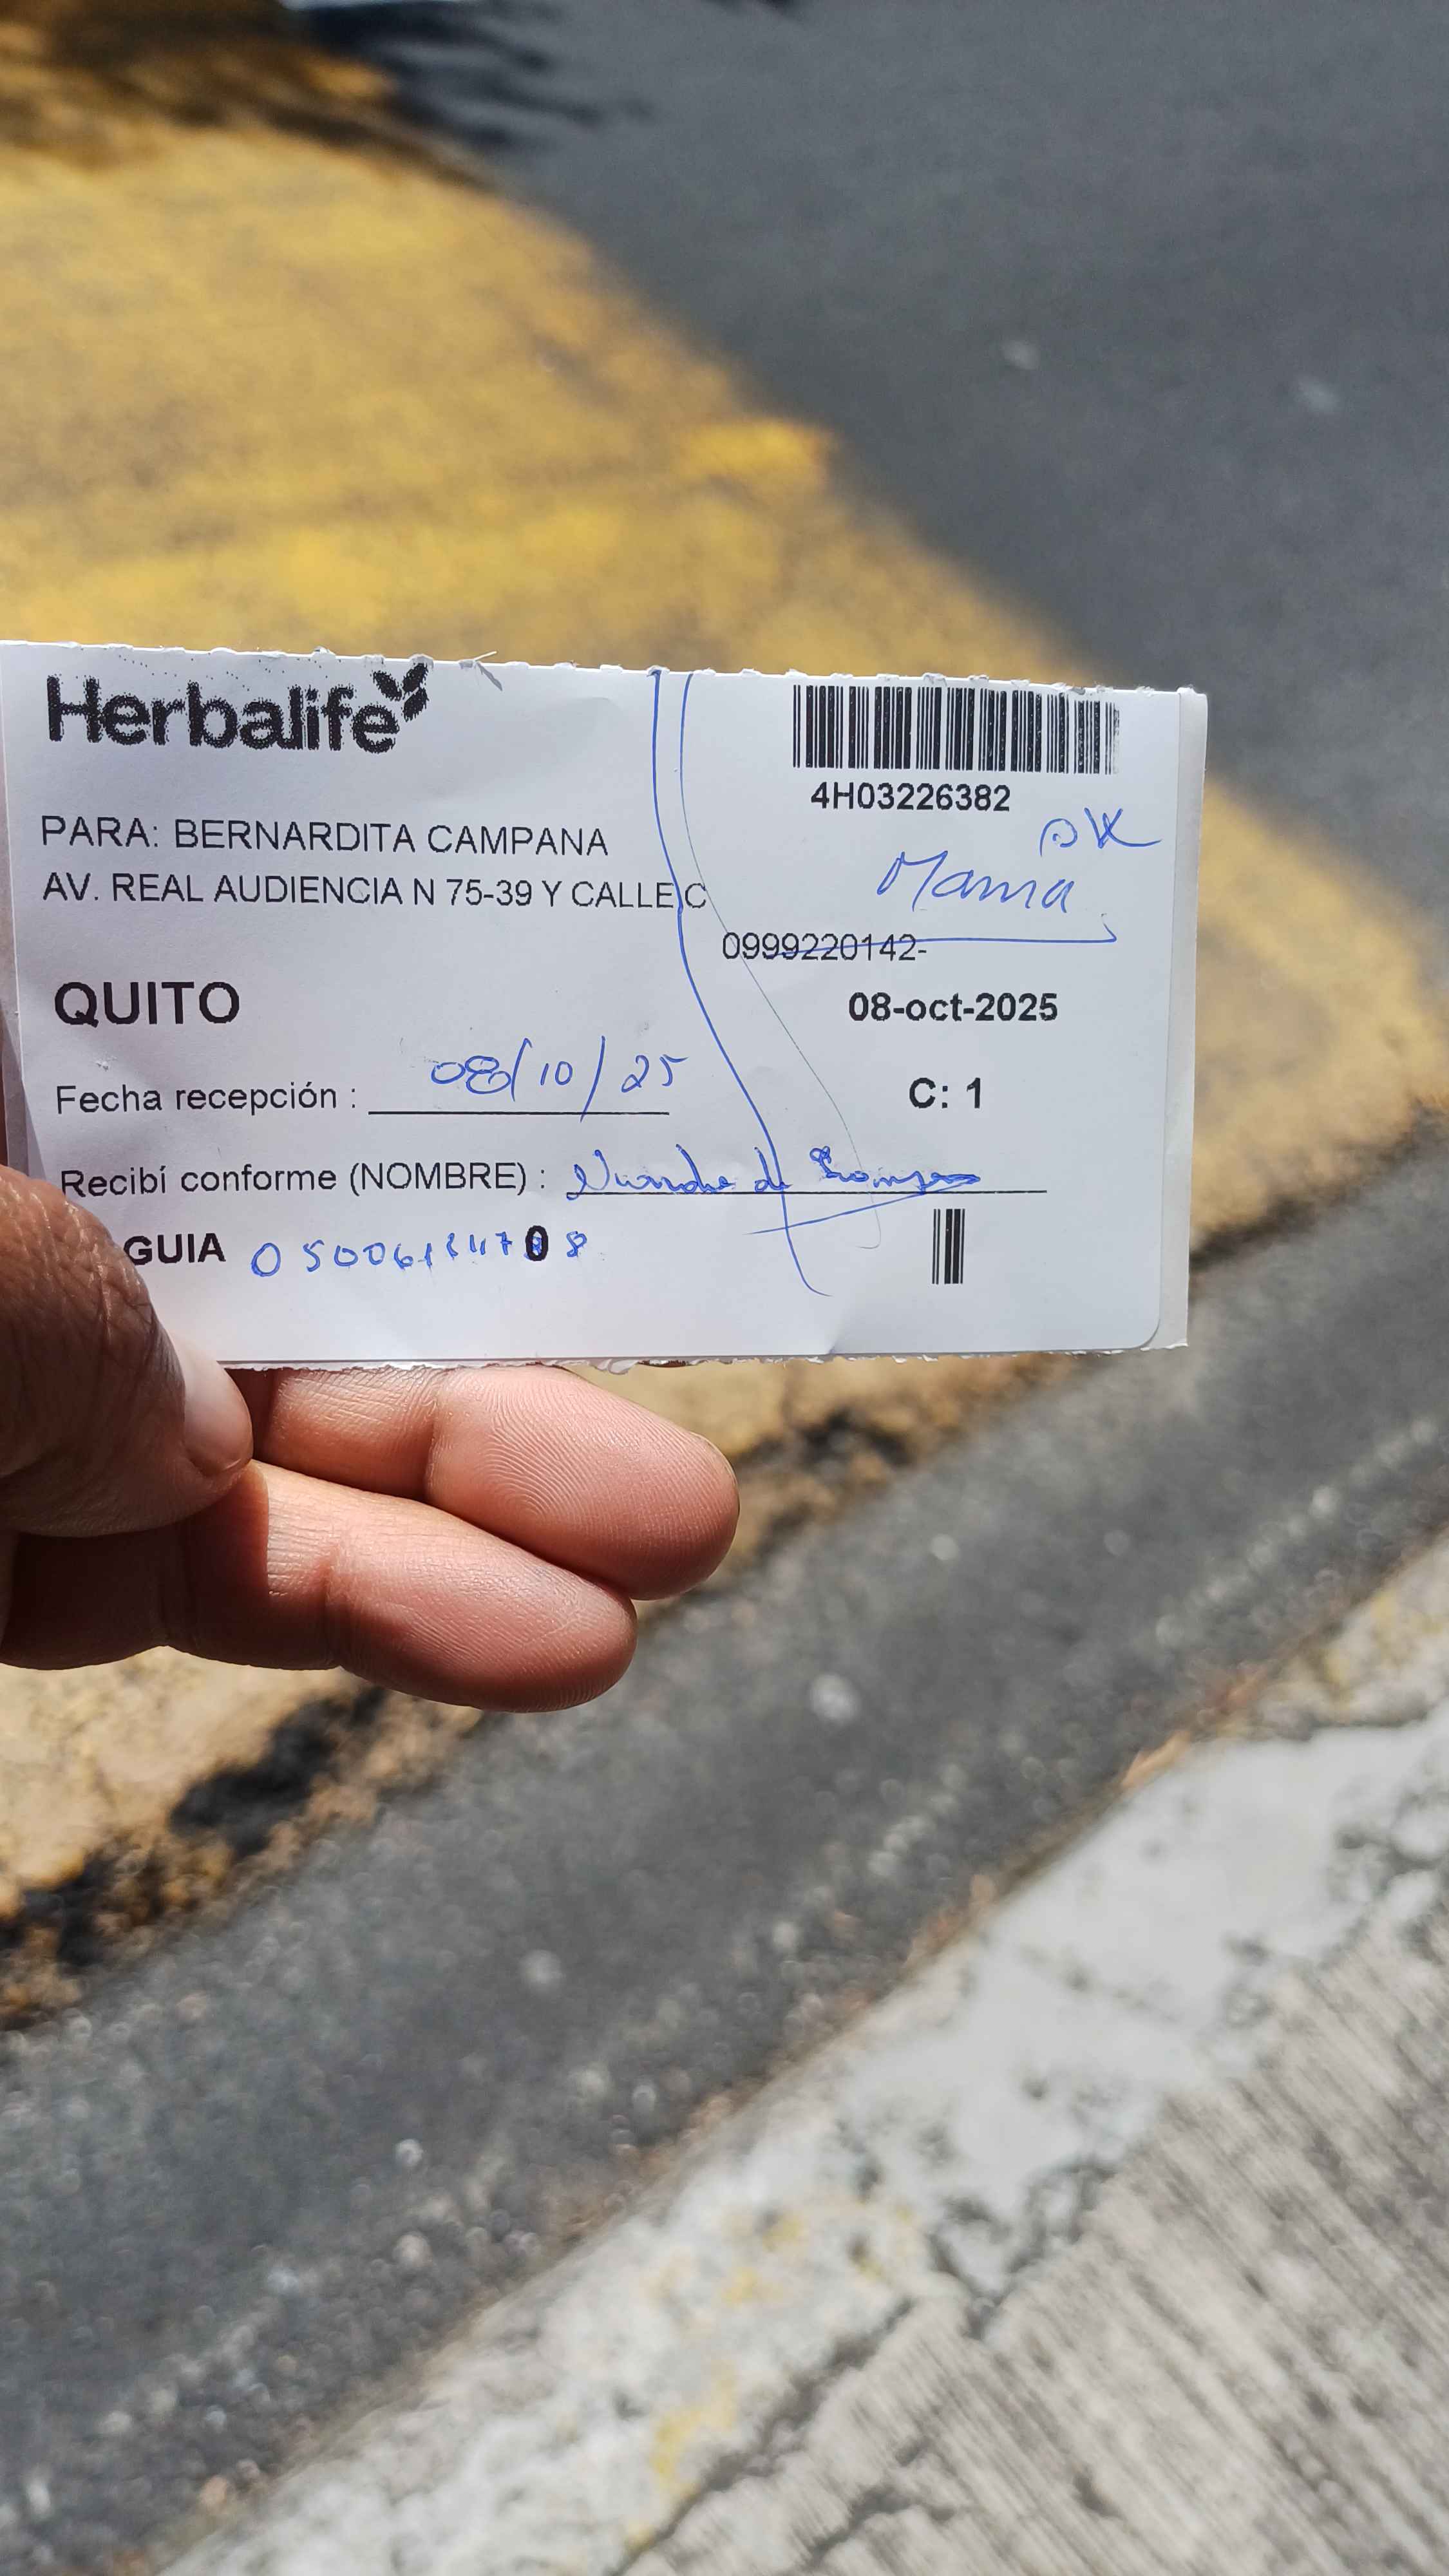 Herbalife
4H03226382
PARA: BERNARDITA CAMPANA
OK
Mama
AV. REAL AUDIENCIA N 75-39 Y CALLE C
0999220142-
QUITO
08-oct-2025
Fecha recepción : 08/10/25
C: 1
Recibí conforme (NOMBRE) :
GUIA